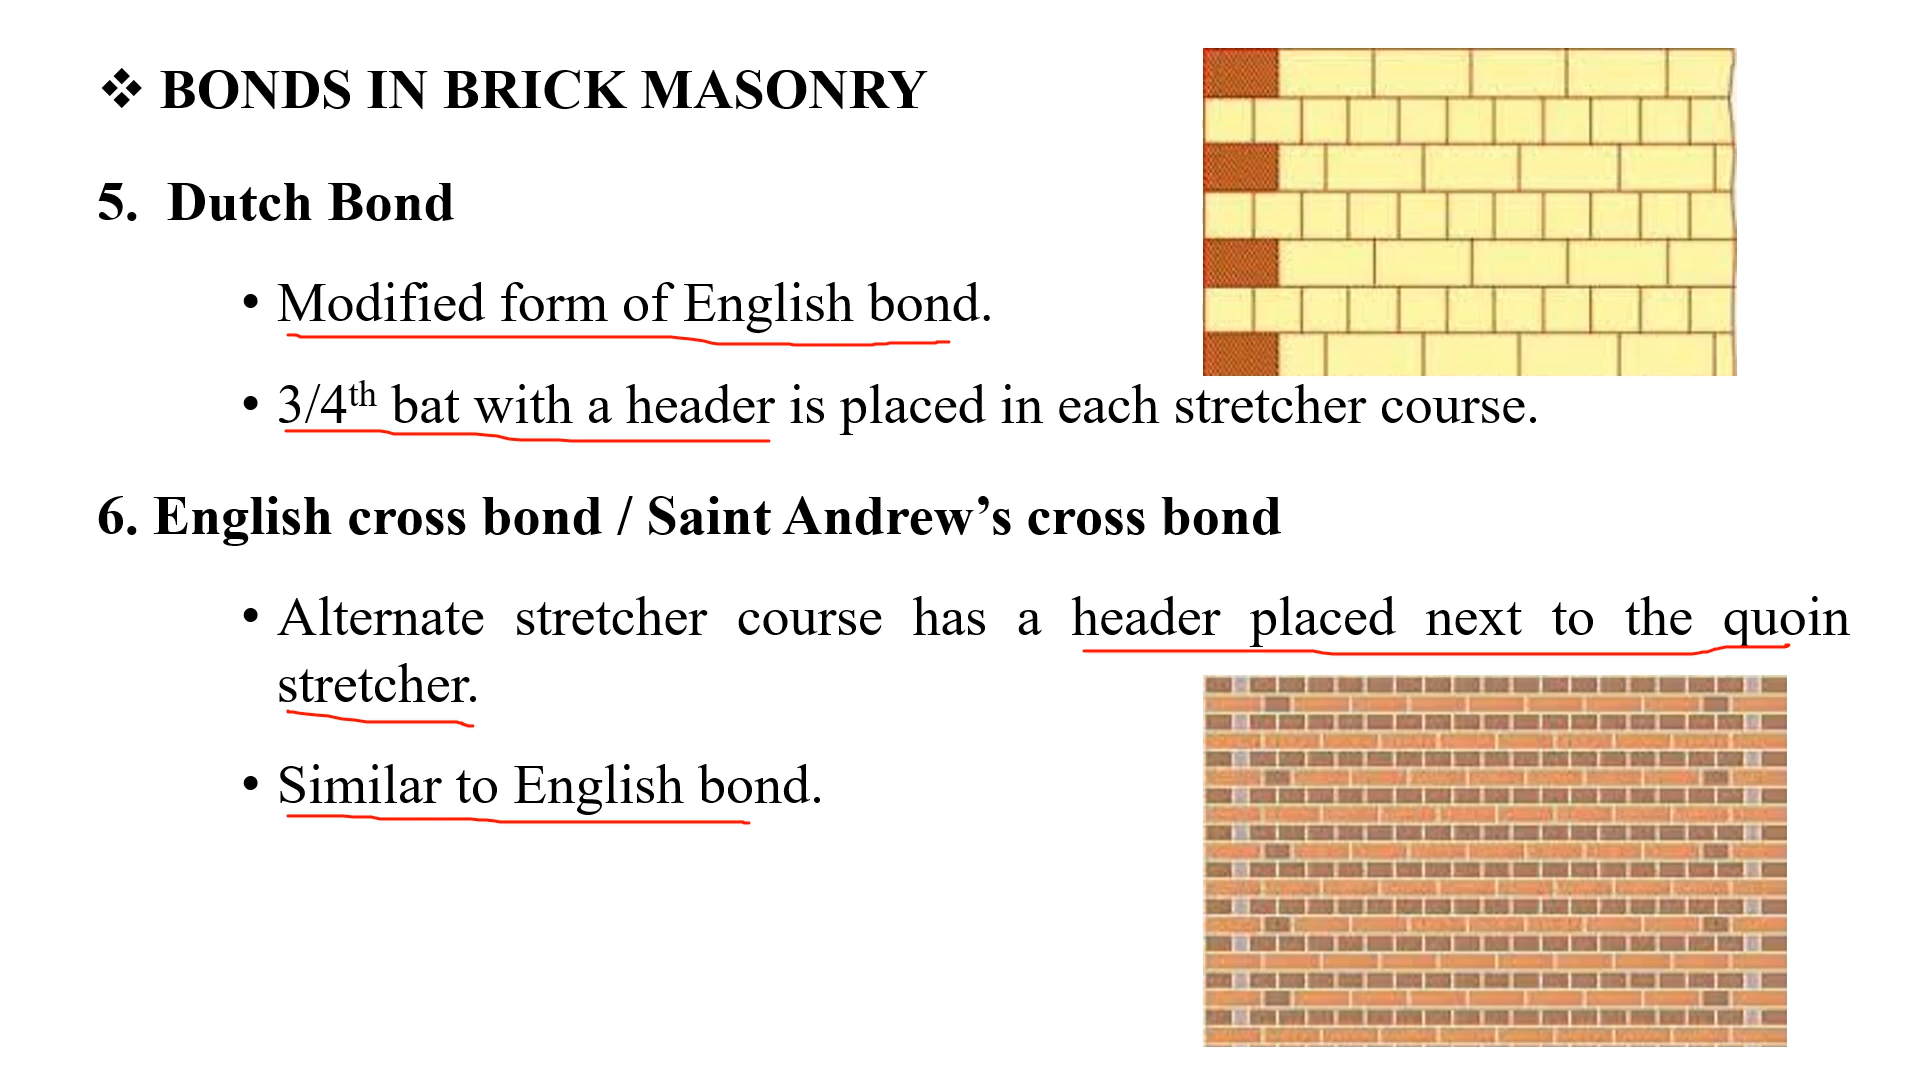 ❖ BONDS IN BRICK MASONRY
5. Dutch Bond
• Modified form of English bond.
• 3/4th bat with a header is placed in each stretcher course.
6. English cross bond / Saint Andrew’s cross bond
• Alternate stretcher course has a header placed next to the quoin
stretcher.
• Similar to English bond.